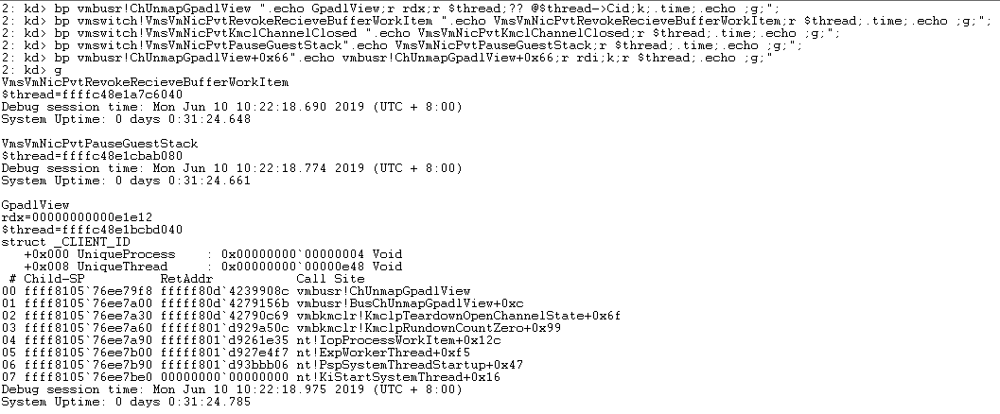 2: kd> bp vmbusr!ChUnmapGpadlView ".echo GpadlView;r rdx;r $thread;?? @$thread->Cid;k;.time;.echo ;g;";
2: kd> bp vmswitch!VmsVmNicPvtRevokeRecieveBufferWorkItem ".echo VmsVmNicPvtRevokeRecieveBufferWorkItem;r $thread;.time;.echo ;g;";
2: kd> bp vmswitch!VmsVmNicPvtKmclChannelClosed ".echo VmsVmNicPvtKmclChannelClosed;r $thread;.time;.echo ;g;";
2: kd> bp vmswitch!VmsVmNicPvtPauseGuestStack".echo VmsVmNicPvtPauseGuestStack;r $thread;.time;.echo ;g;";
2: kd> bp vmbusr!ChUnmapGpadlView+0x66".echo vmbusr!ChUnmapGpadlView+0x66;r rdi;k;r $thread;.time;.echo ;g;"
2: kd> g
VmsVmNicPvtRevokeRecieveBufferWorkItem
$thread=ffffc48e1a7c6040
Debug session time: Mon Jun 10 10:22:18.690 2019 (UTC + 8:00)
System Uptime: 0 days 0:31:24.648
VmsVmNicPvtPauseGuestStack
$thread=ffffc48e1cbab080
Debug session time: Mon Jun 10 10:22:18.774 2019 (UTC + 8:00)
System Uptime: 0 days 0:31:24.661
GpadlView
rdx=00000000000e1e12
$thread=ffffc48e1bcbd040
struct _CLIENT_ID
+0x000 UniqueProcess : 0x00000000`00000004 Void
+0x008 UniqueThread : 0x00000000`00000e48 Void
# Child-SP RetAddr Call Site
00 ffff8105`76ee79f8 fffff80d`4239908c vmbusr!ChUnmapGpadlView
01 ffff8105`76ee7a00 fffff80d`4279156b vmbusr!BusChUnmapGpadlView+0xc
02 ffff8105`76ee7a30 fffff80d`42790c69 vmbkmclr!KmclpTeardownOpenChannelState+0x6f
03 ffff8105`76ee7a60 fffff801`d929a50c vmbkmclr!KmclpRundownCountZero+0x99
04 ffff8105`76ee7a90 fffff801`d9261e35 nt!IopProcessWorkItem+0x12c
05 ffff8105`76ee7b00 fffff801`d927e4f7 nt!ExpWorkerThread+0xf5
06 ffff8105`76ee7b90 fffff801`d93bbb06 nt!PspSystemThreadStartup+0x47
07 ffff8105`76ee7be0 00000000`00000000 nt!KiStartSystemThread+0x16
Debug session time: Mon Jun 10 10:22:18.975 2019 (UTC + 8:00)
System Uptime: 0 days 0:31:24.785